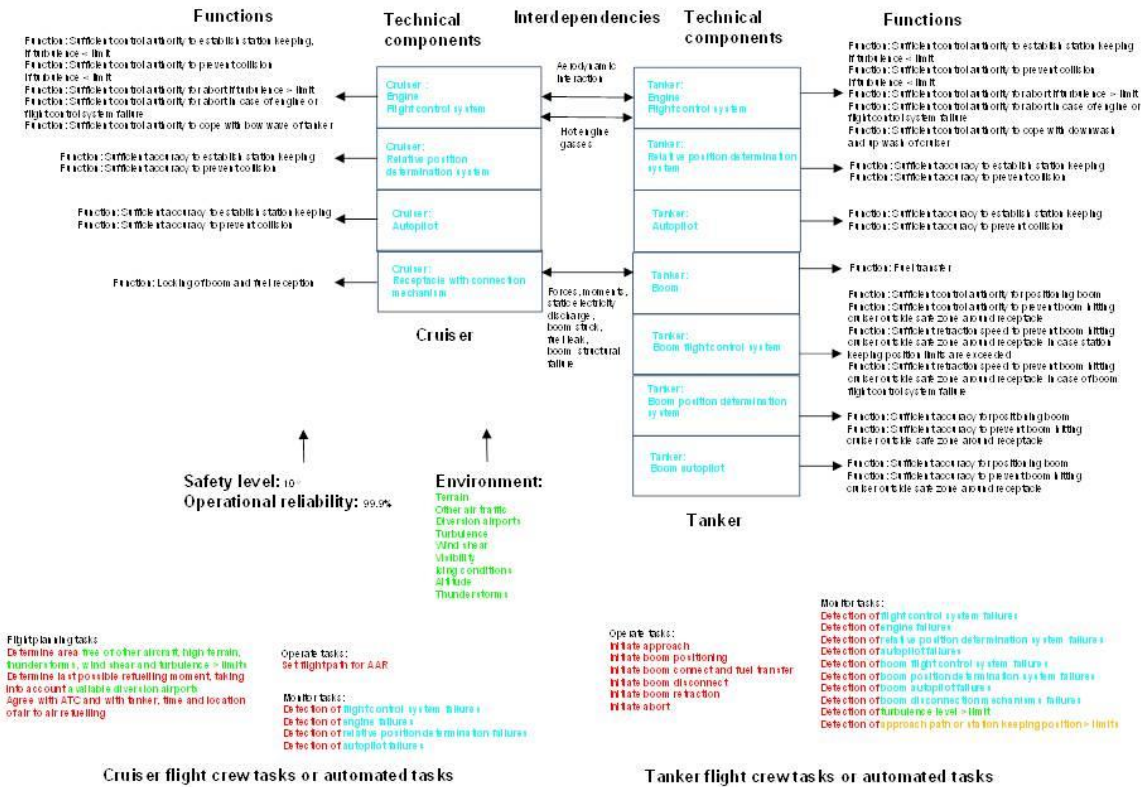 Functions
Technical
components
Interdependencies
Technical
components
Functions
Function: Sufficient control authority to establish station keeping,
if turbulence < limit
Function: Sufficient control authority to prevent collision
if turbulence < limit
Function: Sufficient control authority for abort if turbulence > limit
Function: Sufficient control authority for abort in case of engine or
flight control system failure
Function: Sufficient control authority to cope with bow wave of tanker
Function: Sufficient accuracy to establish station keeping
Function: Sufficient accuracy to prevent collision
Function: Sufficient accuracy to establish station keeping
Function: Sufficient accuracy to prevent collision
Function: Locking of boom and fuel reception
Cruiser:
Engine
Flight control system
Cruiser:
Relative position
determination system
Cruiser:
Autopilot
Cruiser:
Receptacle with connection
mechanism
Cruiser
Aerodynamic
interaction
Hot engine
gasses
Forces, moments,
static electricity
discharge,
boom stuck,
fuel leak,
boom structural
failure
Tanker:
Engine
Flight control system
Tanker:
Relative position determination
system
Tanker:
Autopilot
Tanker:
Boom
Tanker:
Boom flight control system
Tanker:
Boom position determination
system
Tanker:
Boom autopilot
Tanker
Function: Sufficient control authority to establish station keeping
if turbulence < limit
Function: Sufficient control authority to prevent collision
if turbulence < limit
Function: Sufficient control authority for abort if turbulence > limit
Function: Sufficient control authority for abort in case of engine or
flight control system failure
Function: Sufficient control authority to cope with downwash
and up wash of cruiser
Function: Sufficient accuracy to establish station keeping
Function: Sufficient accuracy to prevent collision
Function: Sufficient accuracy to establish station keeping
Function: Sufficient accuracy to prevent collision
Function: Fuel transfer
Function: Sufficient control authority for positioning boom
Function: Sufficient control authority to prevent boom hitting
cruiser outside safe zone around receptacle
Function: Sufficient retraction speed to prevent boom hitting
cruiser outside safe zone around receptacle in case station
keeping position limits are exceeded
Function: Sufficient retraction speed to prevent boom hitting
cruiser outside safe zone around receptacle in case of boom
flight control system failure
Function: Sufficient accuracy for positioning boom
Function: Sufficient accuracy to prevent boom hitting
cruiser outside safe zone around receptacle
Function: Sufficient accuracy for positioning boom
Function: Sufficient accuracy to prevent boom hitting
cruiser outside safe zone around receptacle
Safety level:
Operational reliability: 99.9%
Environment:
Terrain
Other air traffic
Diversion airports
Turbulence
Wind shear
Visibility
Icing conditions
Altitude
Thunderstorms
Flight planning tasks
Determine area free of other aircraft, high terrain,
thunderstorms, wind shear and turbulence > limits
Determine last possible refuelling moment, taking
into account available diversion airports
Agree with ATC and with tanker, time and location
of air to air refuelling
Operate tasks:
Set flight path for AAR
Monitor tasks:
Detection of flight control system failures
Detection of engine failures
Detection of relative position determination failures
Detection of autopilot failures
Cruiser flight crew tasks or automated tasks
Operate tasks:
Initiate approach
Initiate boom positioning
Initiate boom connect and fuel transfer
Initiate boom disconnect
Initiate boom retraction
Initiate abort
Monitor tasks:
Detection of flight control system failures
Detection of engine failures
Detection of relative position determination system failures
Detection of autopilot failures
Detection of boom flight control system failures
Detection of boom position determination system failures
Detection of boom autopilot failures
Detection of boom disconnection mechanisms failures
Detection of turbulence level > limit
Detection of approach path or station keeping position > limits
Tanker flight crew tasks or automated tasks